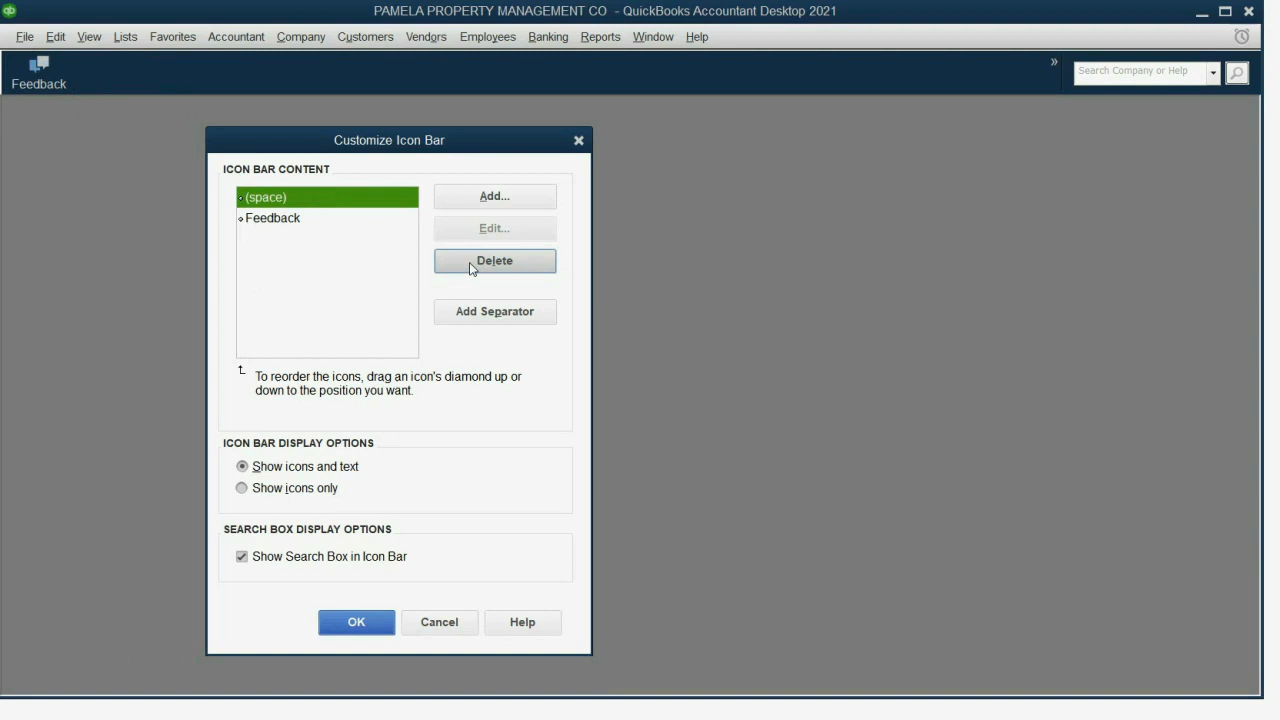 qb
PAMELA PROPERTY MANAGEMENT CO - QuickBooks Accountant Desktop 2021
File Edit View Lists Favorites Accountant Company Customers Vendors Employees Banking Reports Window Help
Feedback
»
Search Company or Help
Customize Icon Bar
ICON BAR CONTENT
(space)
Feedback
Add...
Edit...
Delete
Add Separator
To reorder the icons, drag an icon's diamond up or
down to the position you want.
ICON BAR DISPLAY OPTIONS
Show icons and text
Show icons only
SEARCH BOX DISPLAY OPTIONS
Show Search Box in Icon Bar
OK Cancel Help